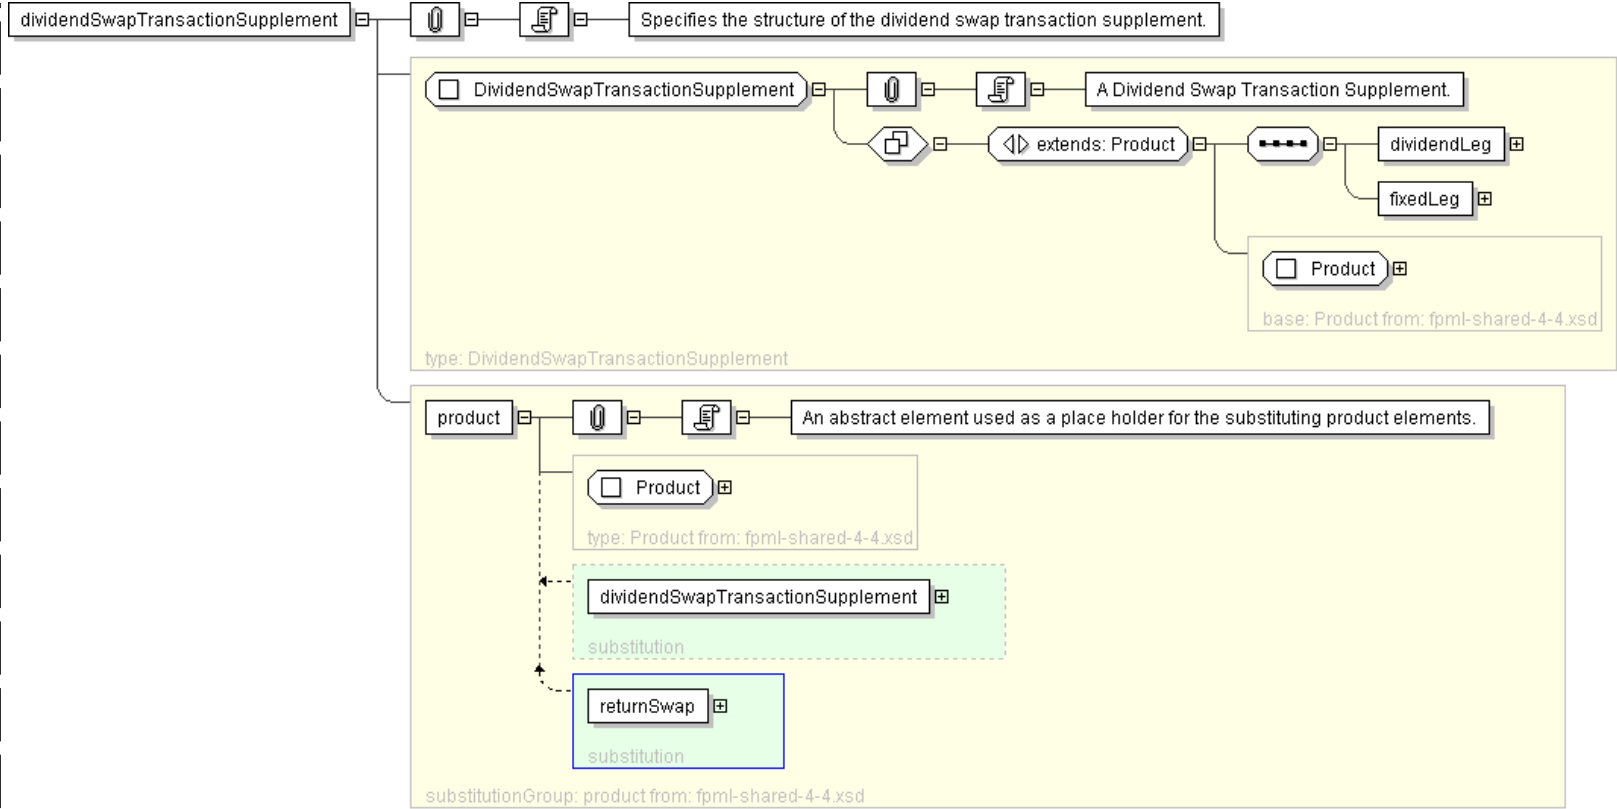 dividendSwapTransactionSupplement
Specifies the structure of the dividend swap transaction supplement.
DividendSwapTransactionSupplement
A Dividend Swap Transaction Supplement.
extends: Product
dividendLeg
fixedLeg
Product
base: Product from: fpml-shared-4-4.xsd
type: DividendSwapTransactionSupplement
product
An abstract element used as a place holder for the substituting product elements.
Product
type: Product from: fpml-shared-4-4.xsd
dividendSwapTransactionSupplement
substitution
returnSwap
substitution
substitutionGroup: product from: fpml-shared-4-4.xsd